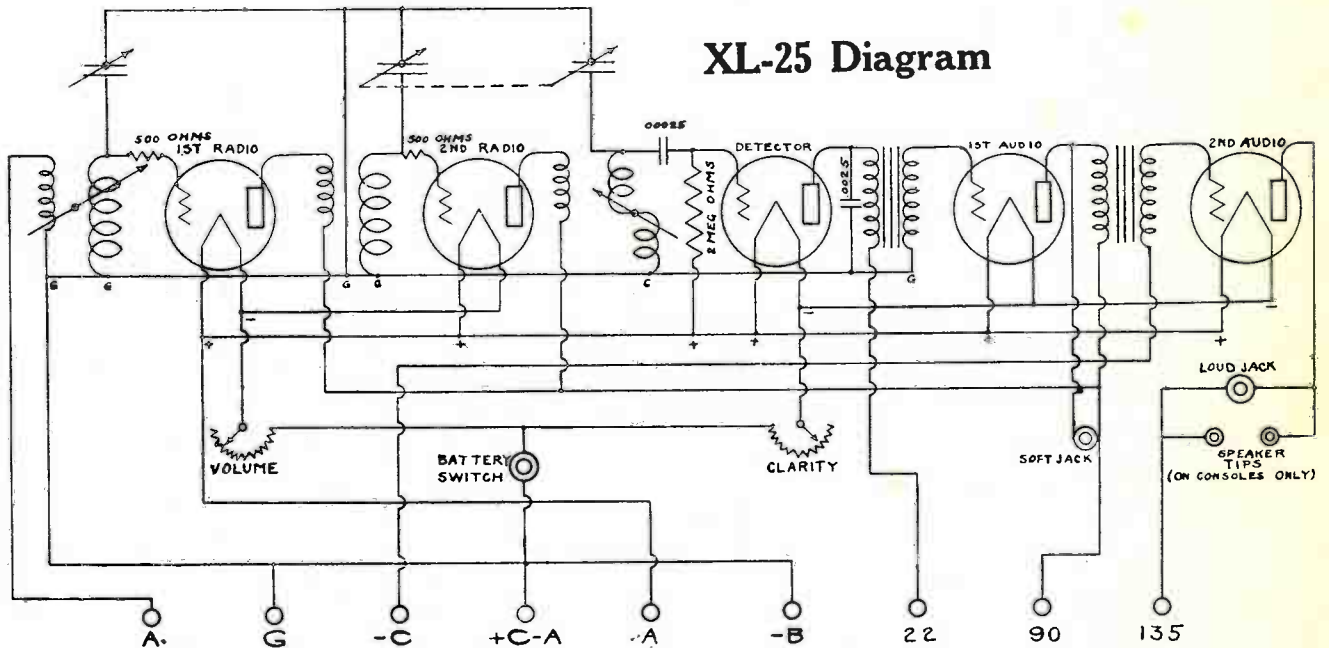 XL-25 Diagram
500 OHMS
1ST RADIO
500 OHMS
2ND RADIO
.00025
2 MEG OHMS
DETECTOR
.0025
1ST AUDIO
2ND AUDIO
G
G
G
G
G
G
-
-
-
+
+
+
+
+
+
VOLUME
BATTERY
SWITCH
CLARITY
SOFT JACK
LOUD JACK
SPEAKER
TIPS
(ON CONSOLES ONLY)
A.
G
-C
+C-A
A
-B
22
90
135